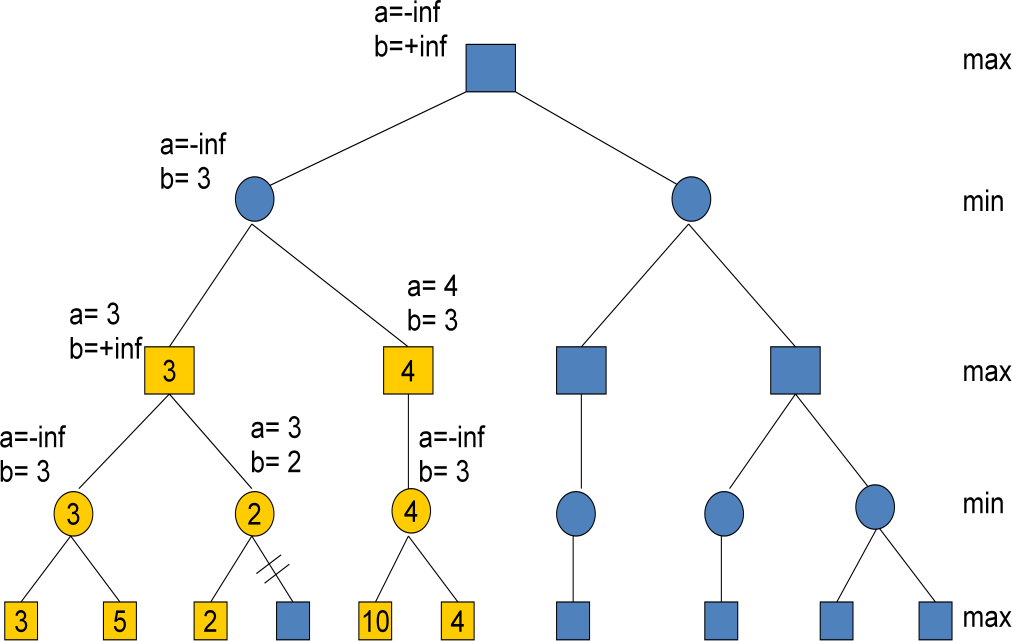 a=-inf
b=+inf
max
a=-inf
b= 3
min
a= 4
b= 3
a= 3
b=+inf
3
4
max
a=-inf
b= 3
a= 3
b= 2
a=-inf
b= 3
3
2
4
min
3
5
2
10
4
max